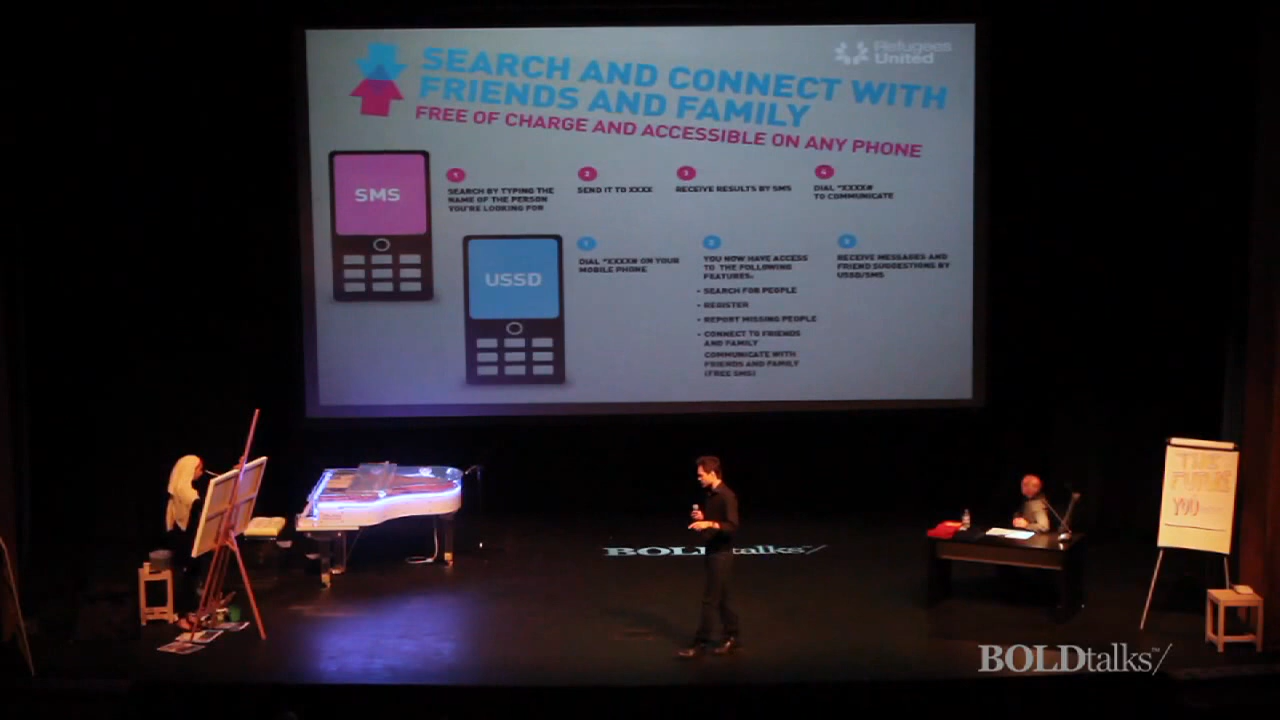 Refugees
United
SEARCH AND CONNECT WITH
FRIENDS AND FAMILY
FREE OF CHARGE AND ACCESSIBLE ON ANY PHONE
SMS
1
SEARCH BY TYPING THE
NAME OF THE PERSON
YOU'RE LOOKING FOR
2
SEND IT TO XXXX
3
RECEIVE RESULTS BY SMS
4
DIAL *XXXX#
TO COMMUNICATE
USSD
1
DIAL *XXXX# ON YOUR
MOBILE PHONE
2
YOU NOW HAVE ACCESS
TO THE FOLLOWING
FEATURES:
- SEARCH FOR PEOPLE
- REGISTER
- REPORT MISSING PEOPLE
- CONNECT TO FRIENDS
AND FAMILY
COMMUNICATE WITH
FRIENDS AND FAMILY
(FREE SMS)
3
RECEIVE MESSAGES AND
FRIEND SUGGESTIONS BY
USSD/SMS
BOLDtalks/
YOU
BOLDtalks™/